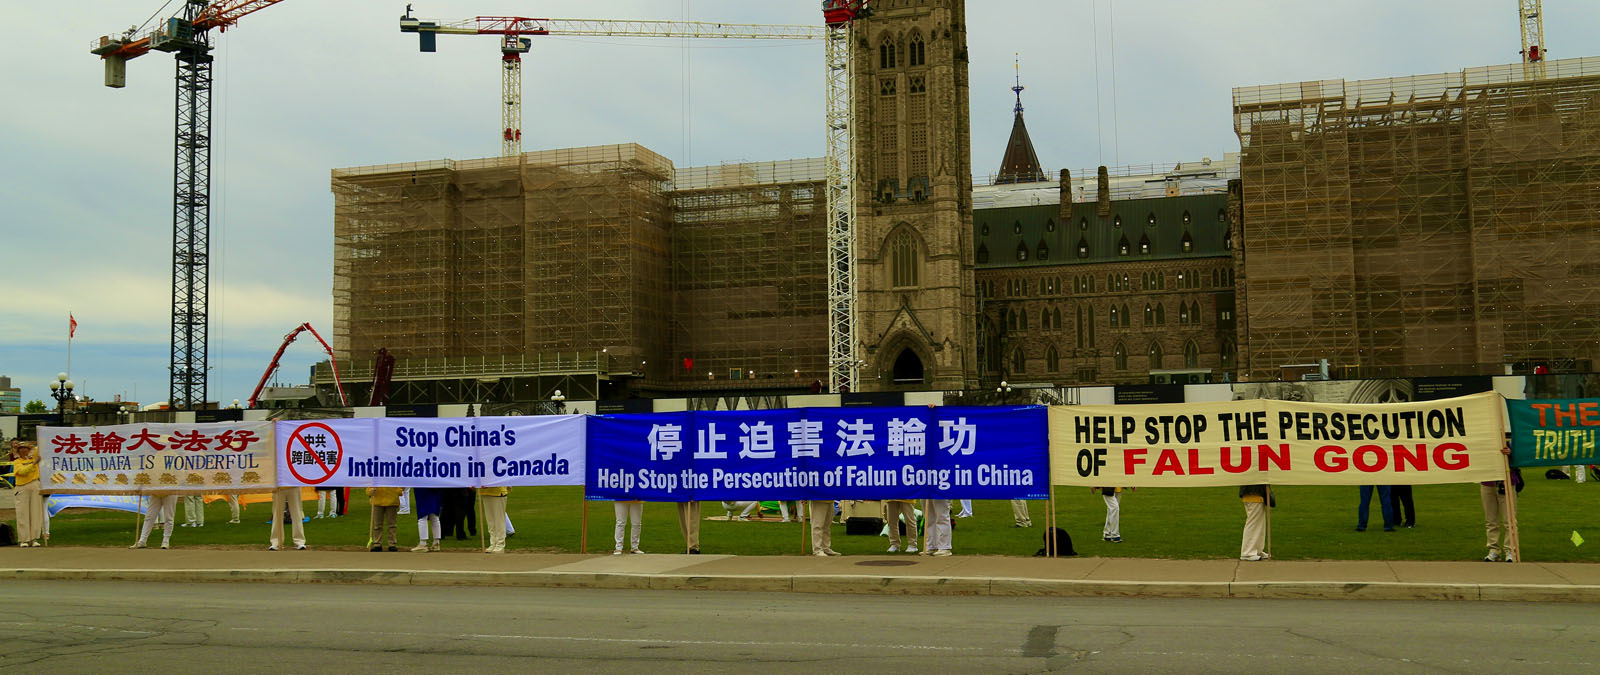 法輪大法好
FALUN DAFA IS WONDERFUL
中共
跨國迫害
Stop China's
Intimidation in Canada
停止迫害法輪功
Help Stop the Persecution of Falun Gong in China
HELP STOP THE PERSECUTION
OF FALUN GONG
THE
TRUTH